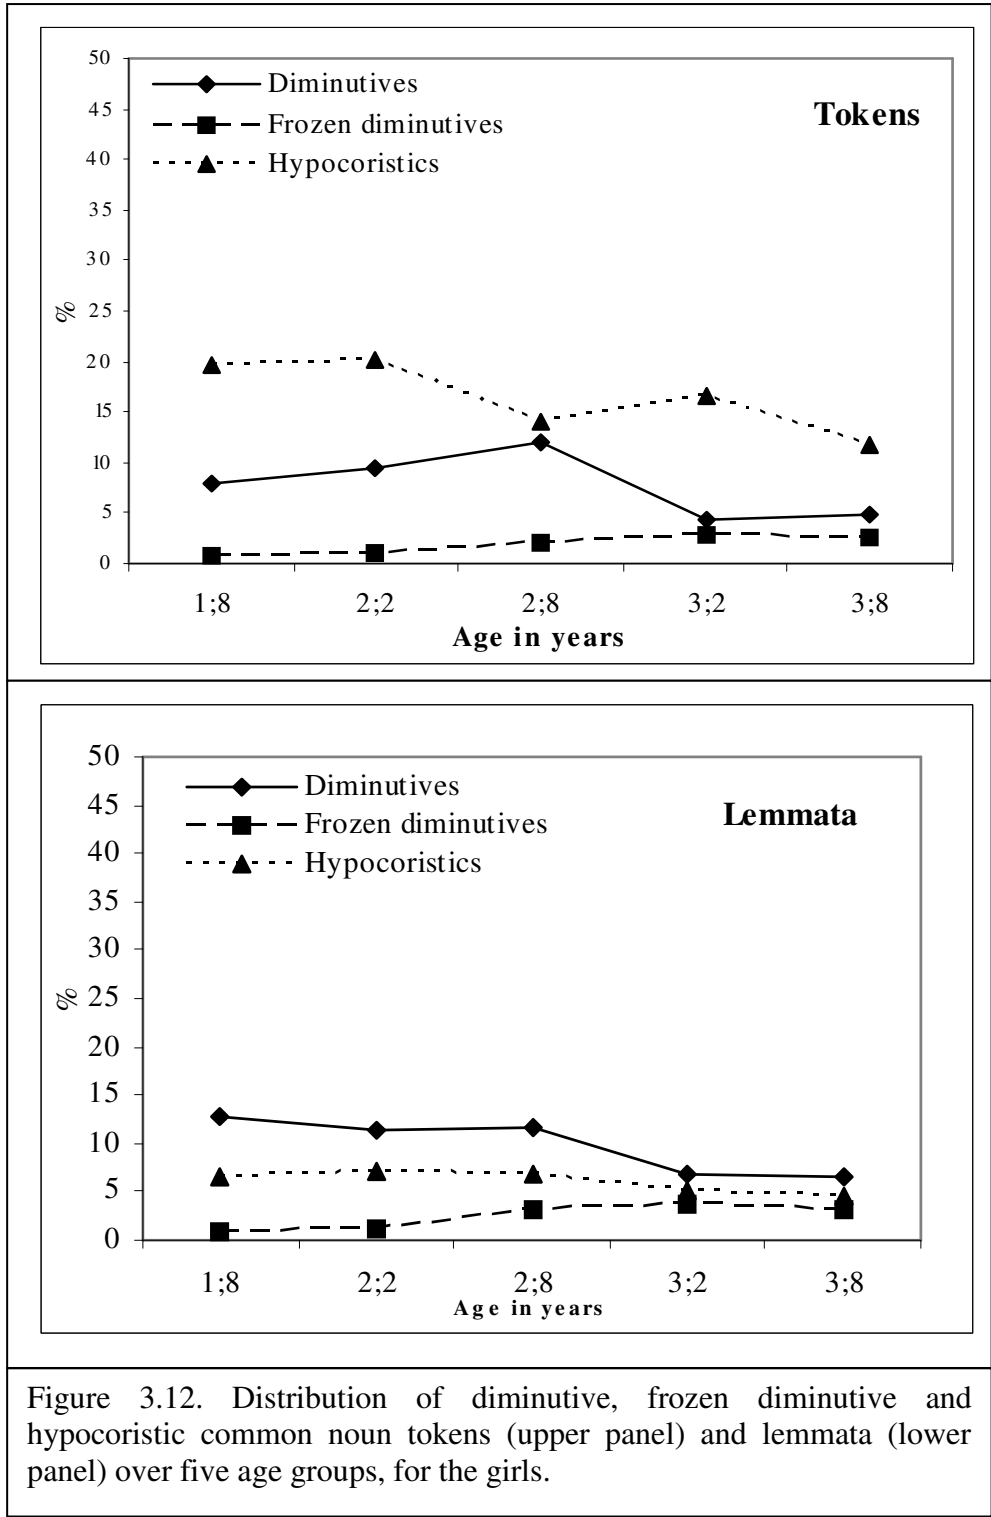 50
45
40
35
30
25
20
15
10
5
0
%
Diminutives
Frozen diminutives
Hypocoristics
Tokens
1;8 2;2 2;8 3;2 3;8
Age in years
50
45
40
35
30
25
20
15
10
5
0
%
Diminutives
Frozen diminutives
Hypocoristics
Lemmata
1;8 2;2 2;8 3;2 3;8
Age in years
Figure 3.12. Distribution of diminutive, frozen diminutive and
hypocoristic common noun tokens (upper panel) and lemmata (lower
panel) over five age groups, for the girls.